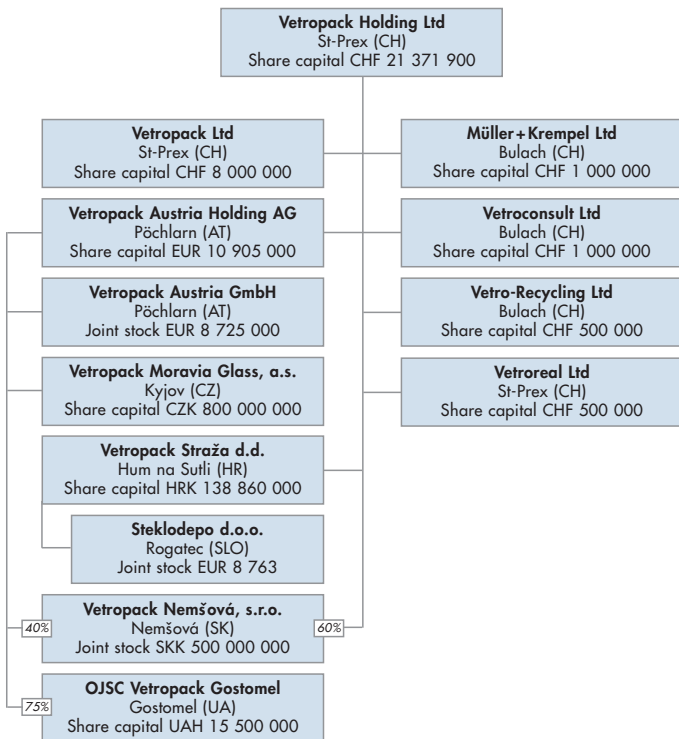 Vetropack Holding Ltd
St-Prex (CH)
Share capital CHF 21 371 900
Vetropack Ltd
St-Prex (CH)
Share capital CHF 8 000 000
Müller+Krempel Ltd
Bulach (CH)
Share capital CHF 1 000 000
Vetropack Austria Holding AG
Pöchlarn (AT)
Share capital EUR 10 905 000
Vetroconsult Ltd
Bulach (CH)
Share capital CHF 1 000 000
Vetropack Austria GmbH
Pöchlarn (AT)
Joint stock EUR 8 725 000
Vetro-Recycling Ltd
Bulach (CH)
Share capital CHF 500 000
Vetropack Moravia Glass, a.s.
Kyjov (CZ)
Share capital CZK 800 000 000
Vetroreal Ltd
St-Prex (CH)
Share capital CHF 500 000
Vetropack Straža d.d.
Hum na Sutli (HR)
Share capital HRK 138 860 000
Steklodepo d.o.o.
Rogatec (SLO)
Joint stock EUR 8 763
Vetropack Nemšová, s.r.o.
40% Nemšová (SK) 60%
Joint stock SKK 500 000 000
OJSC Vetropack Gostomel
75% Gostomel (UA)
Share capital UAH 15 500 000